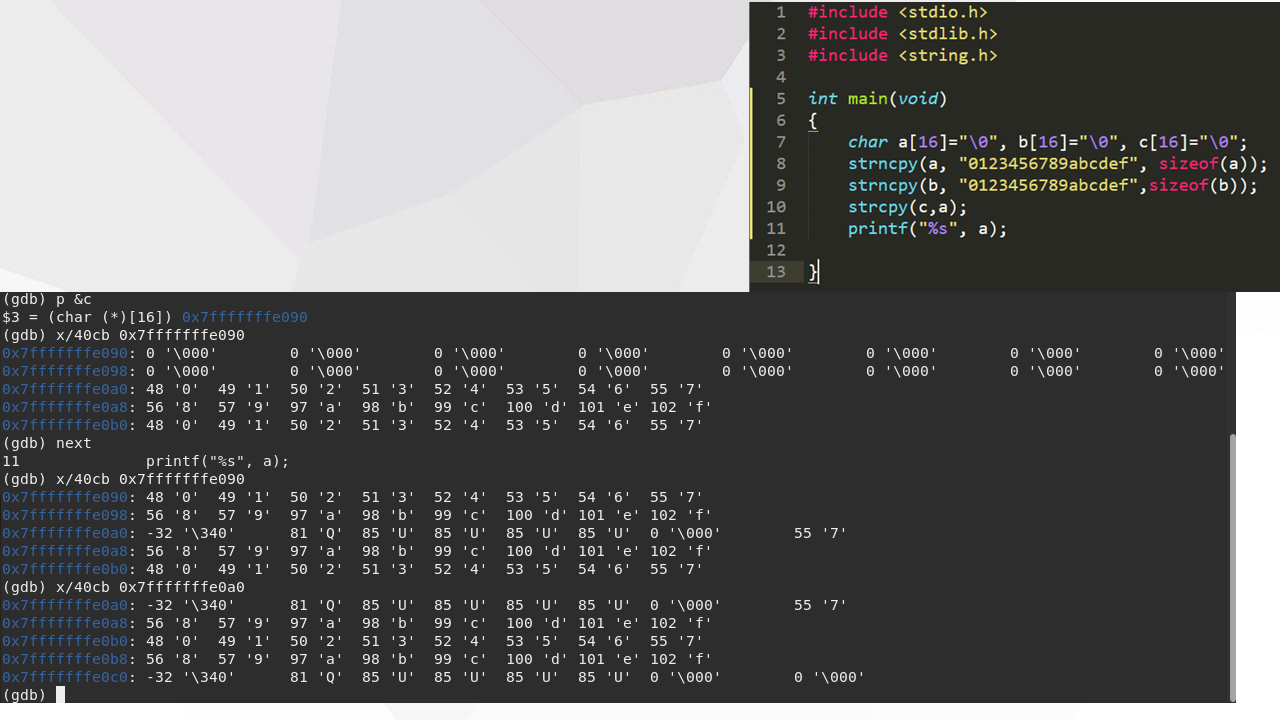 1 #include <stdio.h>
2 #include <stdlib.h>
3 #include <string.h>
4
5 int main(void)
6 {
7 char a[16]="\0", b[16]="\0", c[16]="\0";
8 strncpy(a, "0123456789abcdef", sizeof(a));
9 strncpy(b, "0123456789abcdef",sizeof(b));
10 strcpy(c,a);
11 printf("%s", a);
12
13 }
(gdb) p &c
$3 = (char (*)[16]) 0x7fffffffe090
(gdb) x/40cb 0x7fffffffe090
0x7fffffffe090: 0 '\000' 0 '\000' 0 '\000' 0 '\000' 0 '\000' 0 '\000' 0 '\000' 0 '\000'
0x7fffffffe098: 0 '\000' 0 '\000' 0 '\000' 0 '\000' 0 '\000' 0 '\000' 0 '\000' 0 '\000'
0x7fffffffe0a0: 48 '0' 49 '1' 50 '2' 51 '3' 52 '4' 53 '5' 54 '6' 55 '7'
0x7fffffffe0a8: 56 '8' 57 '9' 97 'a' 98 'b' 99 'c' 100 'd' 101 'e' 102 'f'
0x7fffffffe0b0: 48 '0' 49 '1' 50 '2' 51 '3' 52 '4' 53 '5' 54 '6' 55 '7'
(gdb) next
11 printf("%s", a);
(gdb) x/40cb 0x7fffffffe090
0x7fffffffe090: 48 '0' 49 '1' 50 '2' 51 '3' 52 '4' 53 '5' 54 '6' 55 '7'
0x7fffffffe098: 56 '8' 57 '9' 97 'a' 98 'b' 99 'c' 100 'd' 101 'e' 102 'f'
0x7fffffffe0a0: -32 '\340' 81 'Q' 85 'U' 85 'U' 85 'U' 85 'U' 0 '\000' 55 '7'
0x7fffffffe0a8: 56 '8' 57 '9' 97 'a' 98 'b' 99 'c' 100 'd' 101 'e' 102 'f'
0x7fffffffe0b0: 48 '0' 49 '1' 50 '2' 51 '3' 52 '4' 53 '5' 54 '6' 55 '7'
(gdb) x/40cb 0x7fffffffe0a0
0x7fffffffe0a0: -32 '\340' 81 'Q' 85 'U' 85 'U' 85 'U' 85 'U' 0 '\000' 55 '7'
0x7fffffffe0a8: 56 '8' 57 '9' 97 'a' 98 'b' 99 'c' 100 'd' 101 'e' 102 'f'
0x7fffffffe0b0: 48 '0' 49 '1' 50 '2' 51 '3' 52 '4' 53 '5' 54 '6' 55 '7'
0x7fffffffe0b8: 56 '8' 57 '9' 97 'a' 98 'b' 99 'c' 100 'd' 101 'e' 102 'f'
0x7fffffffe0c0: -32 '\340' 81 'Q' 85 'U' 85 'U' 85 'U' 85 'U' 0 '\000' 0 '\000'
(gdb)